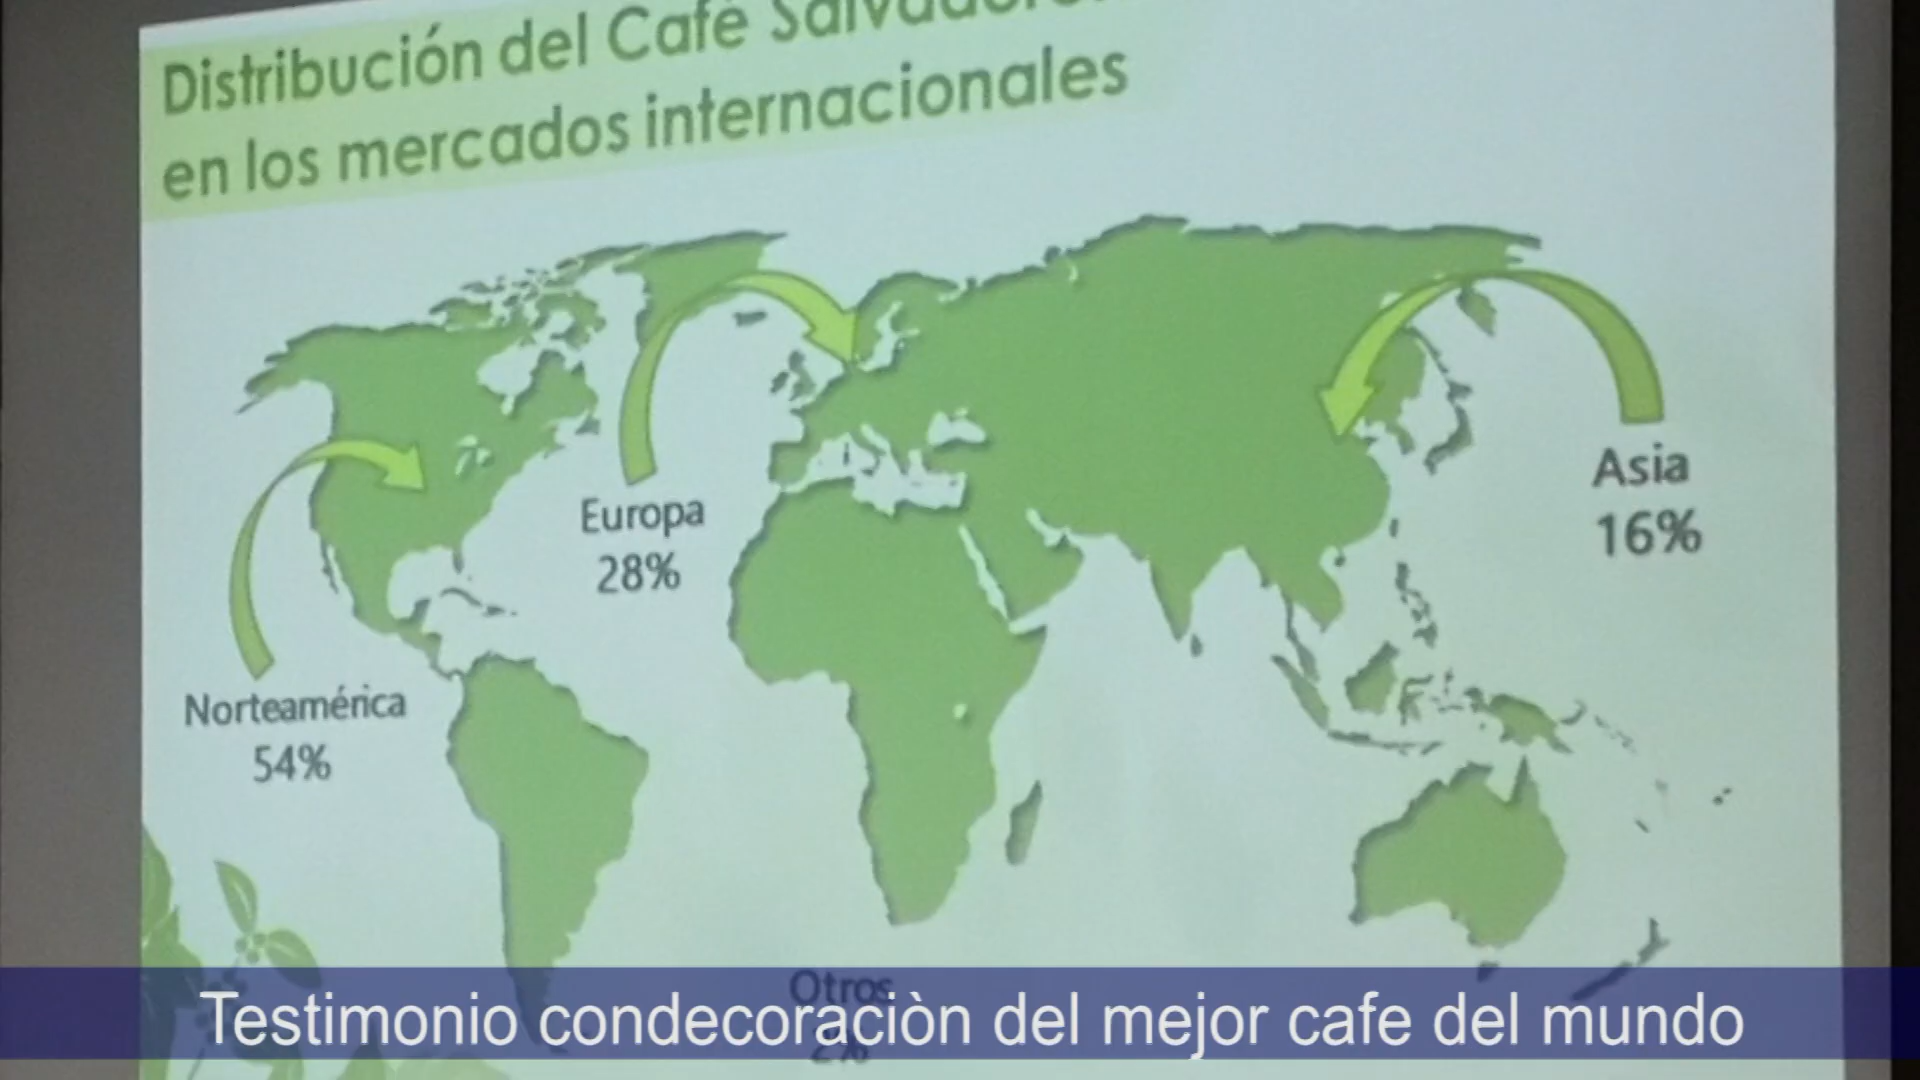 Distribución del Café
en los mercados internacionales
Europa
28%
Asia
16%
Norteamérica
54%
Otros
2%
Testimonio condecoraciòn del mejor cafe del mundo